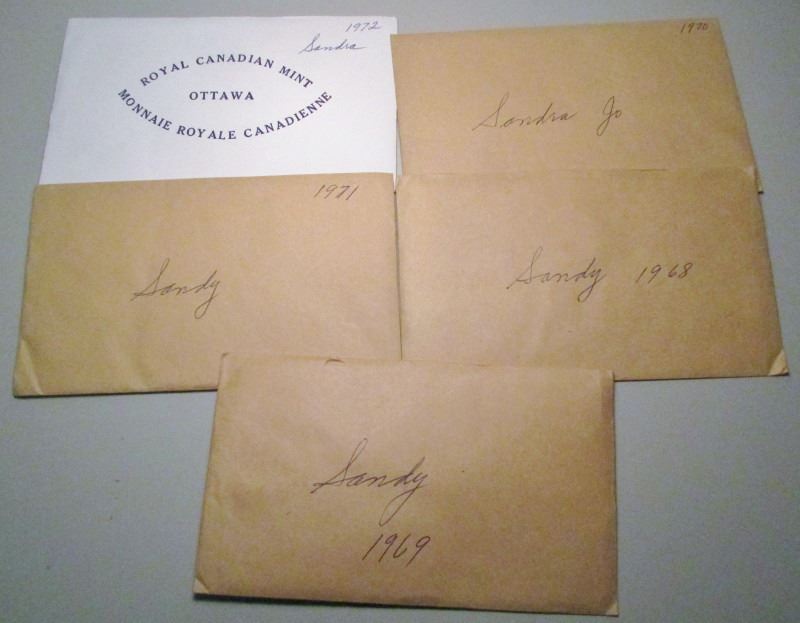 1972
Sandra
ROYAL CANADIAN MINT
OTTAWA
MONNAIE ROYALE CANADIENNE
1970
Sandra Jo
1971
Sandy
Sandy 1968
Sandy
1969